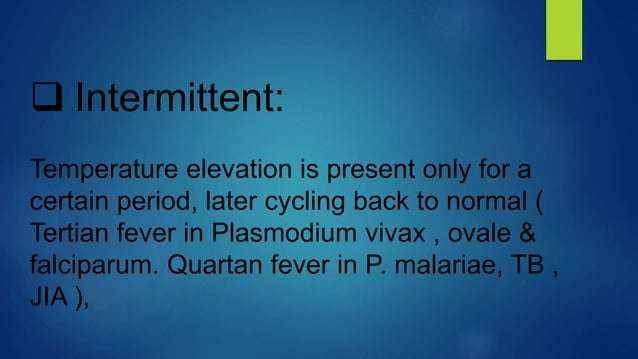 ❑ Intermittent:
Temperature elevation is present only for a
certain period, later cycling back to normal (
Tertian fever in Plasmodium vivax , ovale &
falciparum. Quartan fever in P. malariae, TB ,
JIA ),